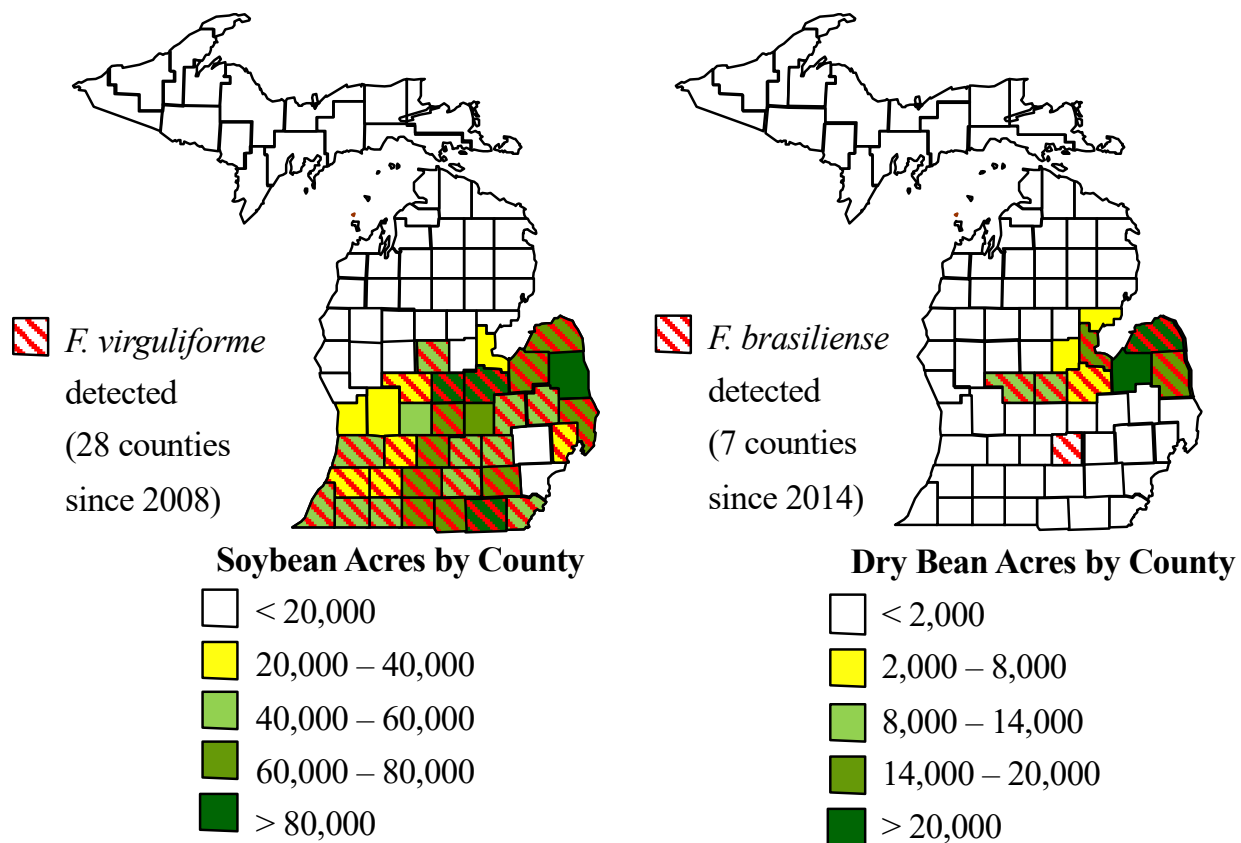 F. virguliforme
detected
(28 counties
since 2008)
Soybean Acres by County
< 20,000
20,000 – 40,000
40,000 – 60,000
60,000 – 80,000
> 80,000
F. brasiliense
detected
(7 counties
since 2014)
Dry Bean Acres by County
< 2,000
2,000 – 8,000
8,000 – 14,000
14,000 – 20,000
> 20,000